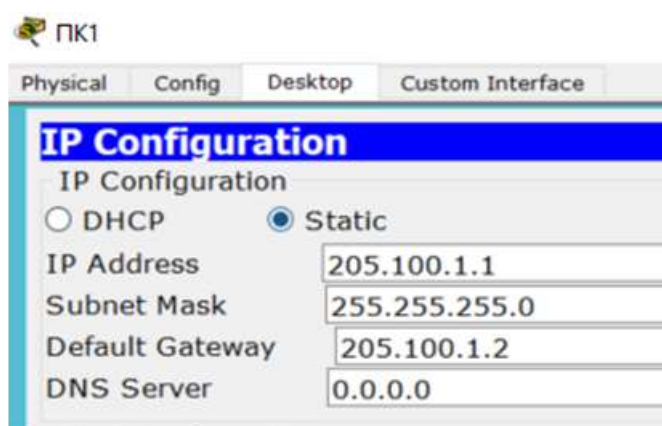 ПК1
Physical Config Desktop Custom Interface
IP Configuration
IP Configuration
DHCP Static
IP Address 205.100.1.1
Subnet Mask 255.255.255.0
Default Gateway 205.100.1.2
DNS Server 0.0.0.0